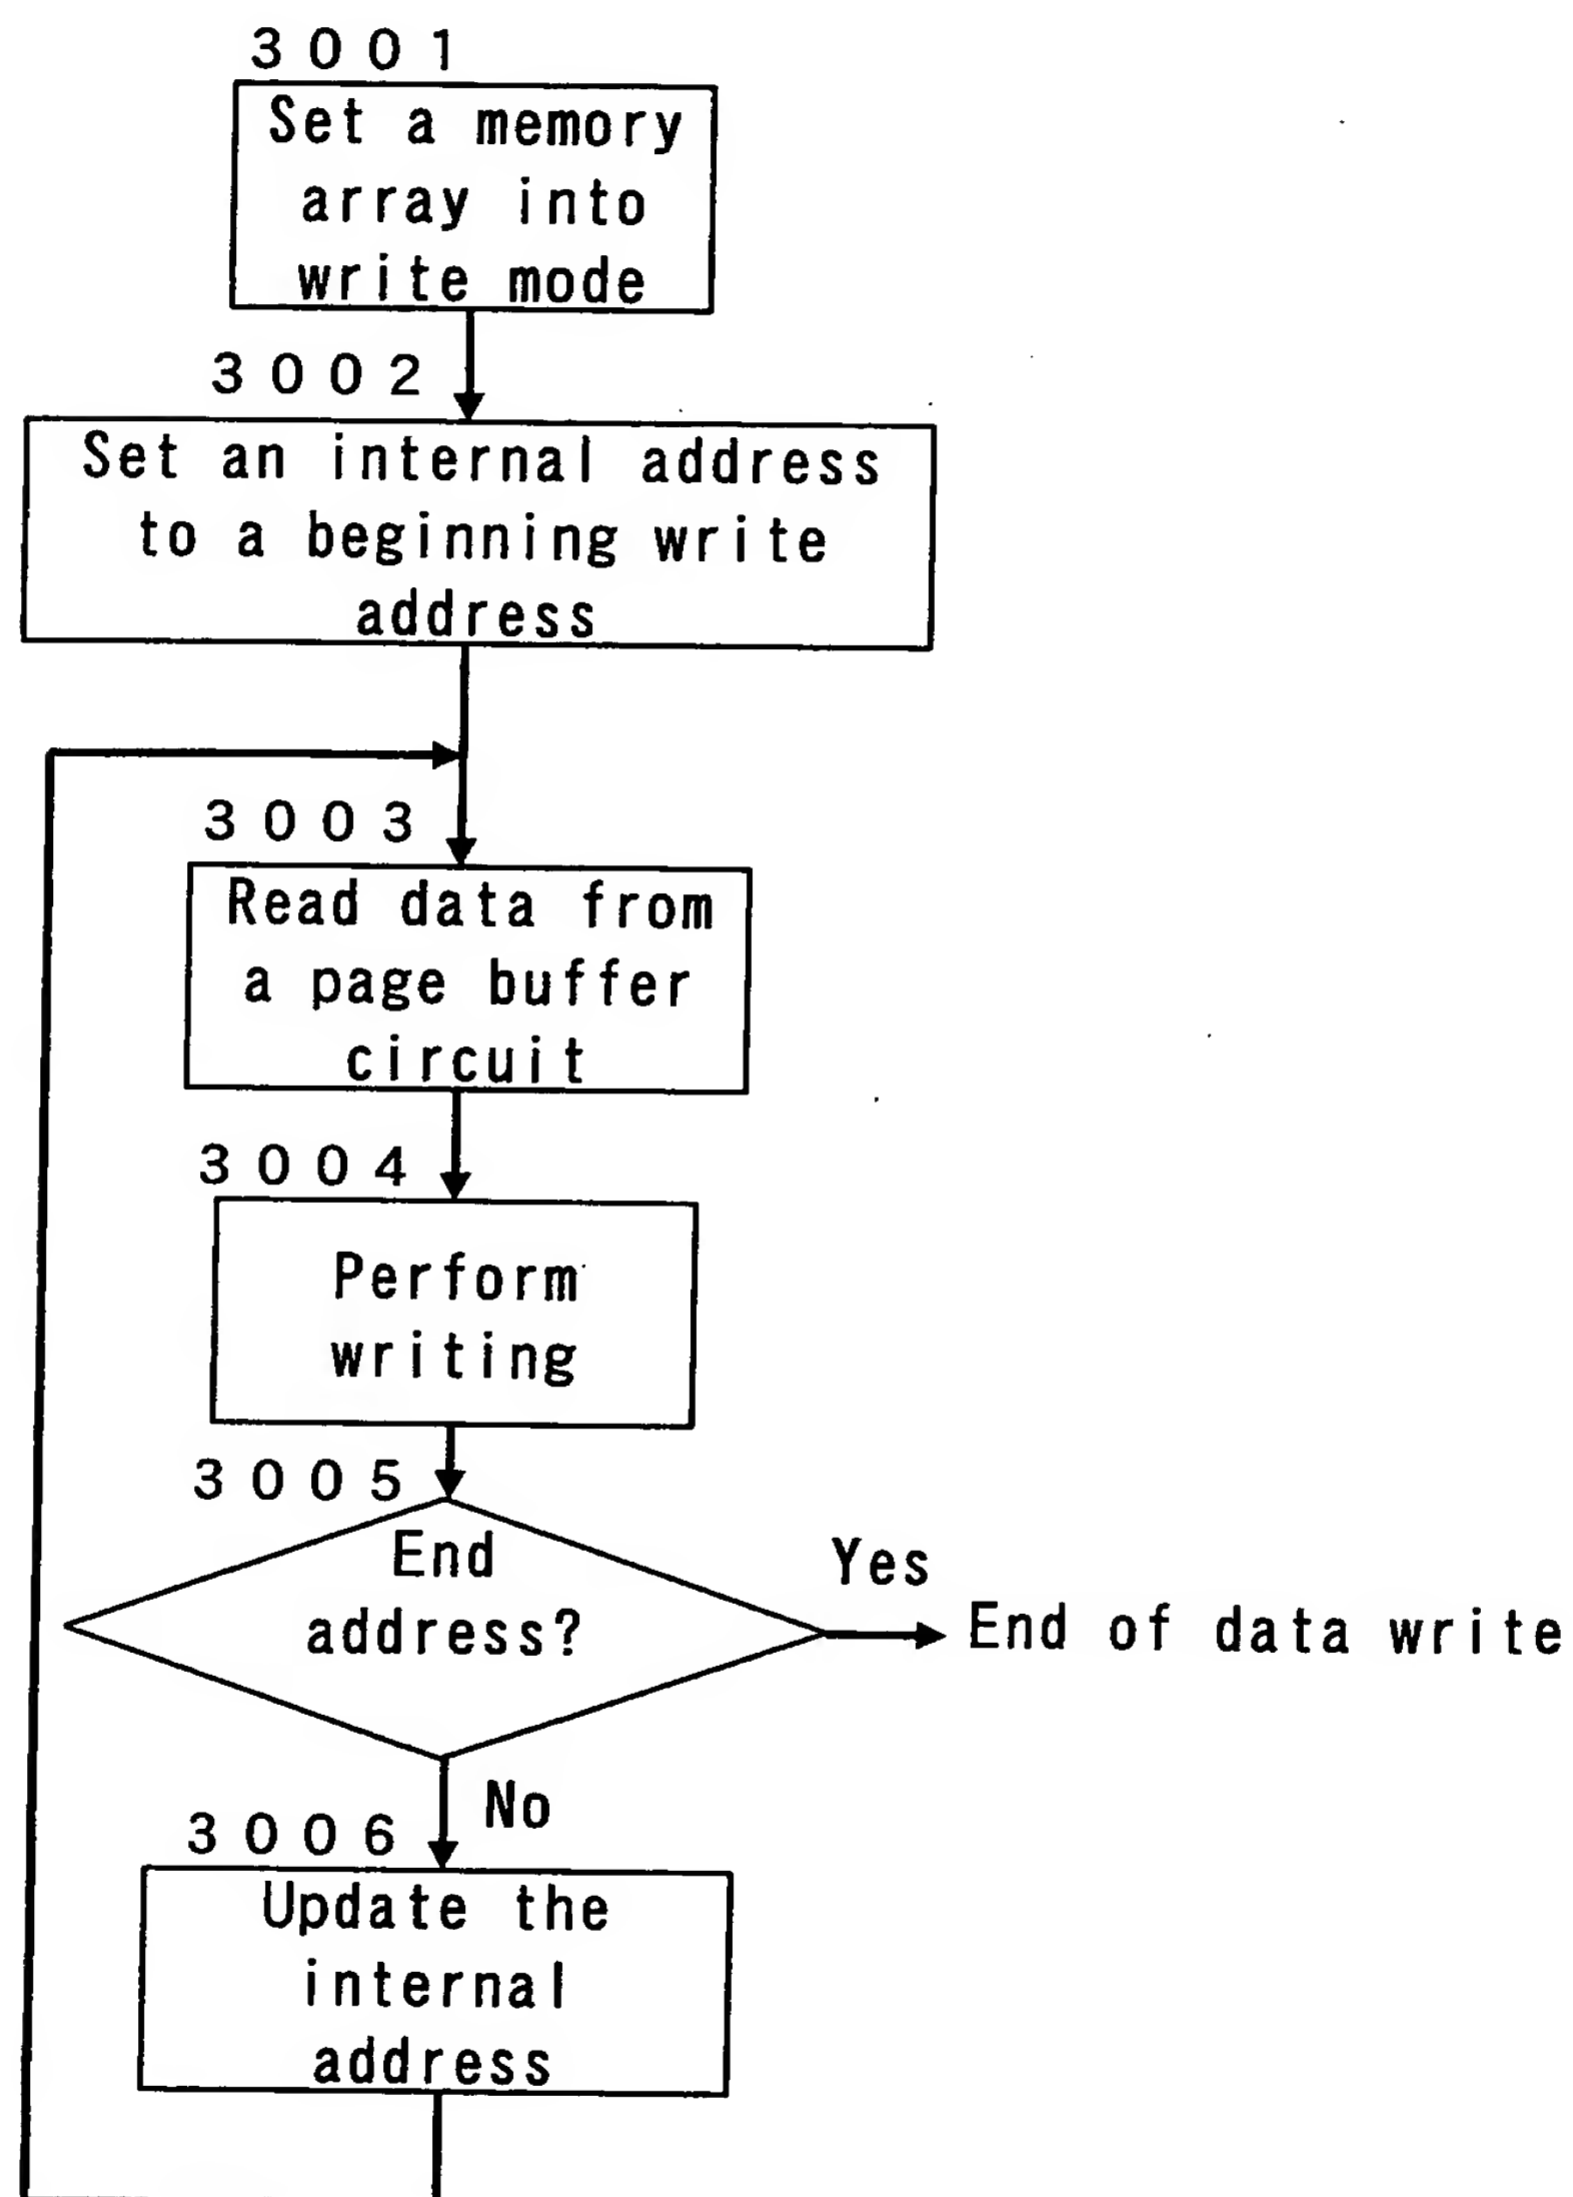 3001
Set a memory
array into
write mode
3002
Set an internal address
to a beginning write
address
3003
Read data from
a page buffer
circuit
3004
Perform
writing
3005
End
address?
Yes
End of data write
No
3006
Update the
internal
address